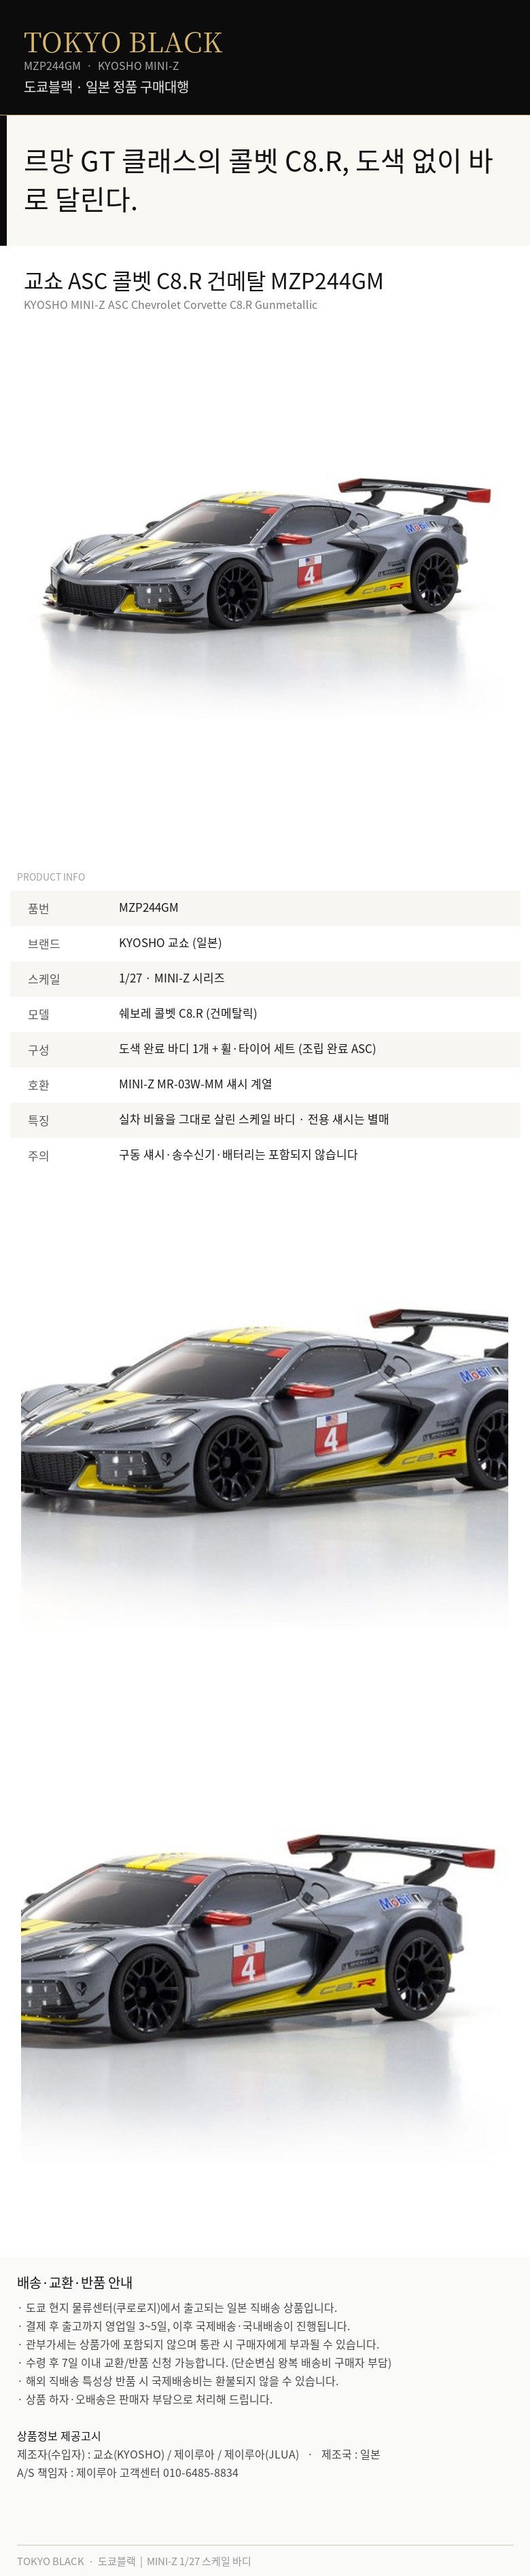 TOKYO BLACK
MZP244GM · KYOSHO MINI-Z
도쿄블랙 · 일본 정품 구매대행
르망 GT 클래스의 콜벳 C8.R, 도색 없이 바
로 달린다.
교쇼 ASC 콜벳 C8.R 건메탈 MZP244GM
KYOSHO MINI-Z ASC Chevrolet Corvette C8.R Gunmetallic
Mobil 1
4
C8.R
PRODUCT INFO
품번 MZP244GM
브랜드 KYOSHO 교쇼 (일본)
스케일 1/27 · MINI-Z 시리즈
모델 쉐보레 콜벳 C8.R (건메탈릭)
구성 도색 완료 바디 1개 + 휠·타이어 세트 (조립 완료 ASC)
호환 MINI-Z MR-03W-MM 섀시 계열
특징 실차 비율을 그대로 살린 스케일 바디 · 전용 섀시는 별매
주의 구동 섀시·송수신기·배터리는 포함되지 않습니다
Mobil 1
4
C8.R
Mobil 1
4
C8.R
배송·교환·반품 안내
· 도쿄 현지 물류센터(쿠로로지)에서 출고되는 일본 직배송 상품입니다.
· 결제 후 출고까지 영업일 3~5일, 이후 국제배송·국내배송이 진행됩니다.
· 관부가세는 상품가에 포함되지 않으며 통관 시 구매자에게 부과될 수 있습니다.
· 수령 후 7일 이내 교환/반품 신청 가능합니다. (단순변심 왕복 배송비 구매자 부담)
· 해외 직배송 특성상 반품 시 국제배송비는 환불되지 않을 수 있습니다.
· 상품 하자·오배송은 판매자 부담으로 처리해 드립니다.
상품정보 제공고시
제조자(수입자) : 교쇼(KYOSHO) / 제이루아 / 제이루아(JLUA) · 제조국 : 일본
A/S 책임자 : 제이루아 고객센터 010-6485-8834
TOKYO BLACK · 도쿄블랙 | MINI-Z 1/27 스케일 바디